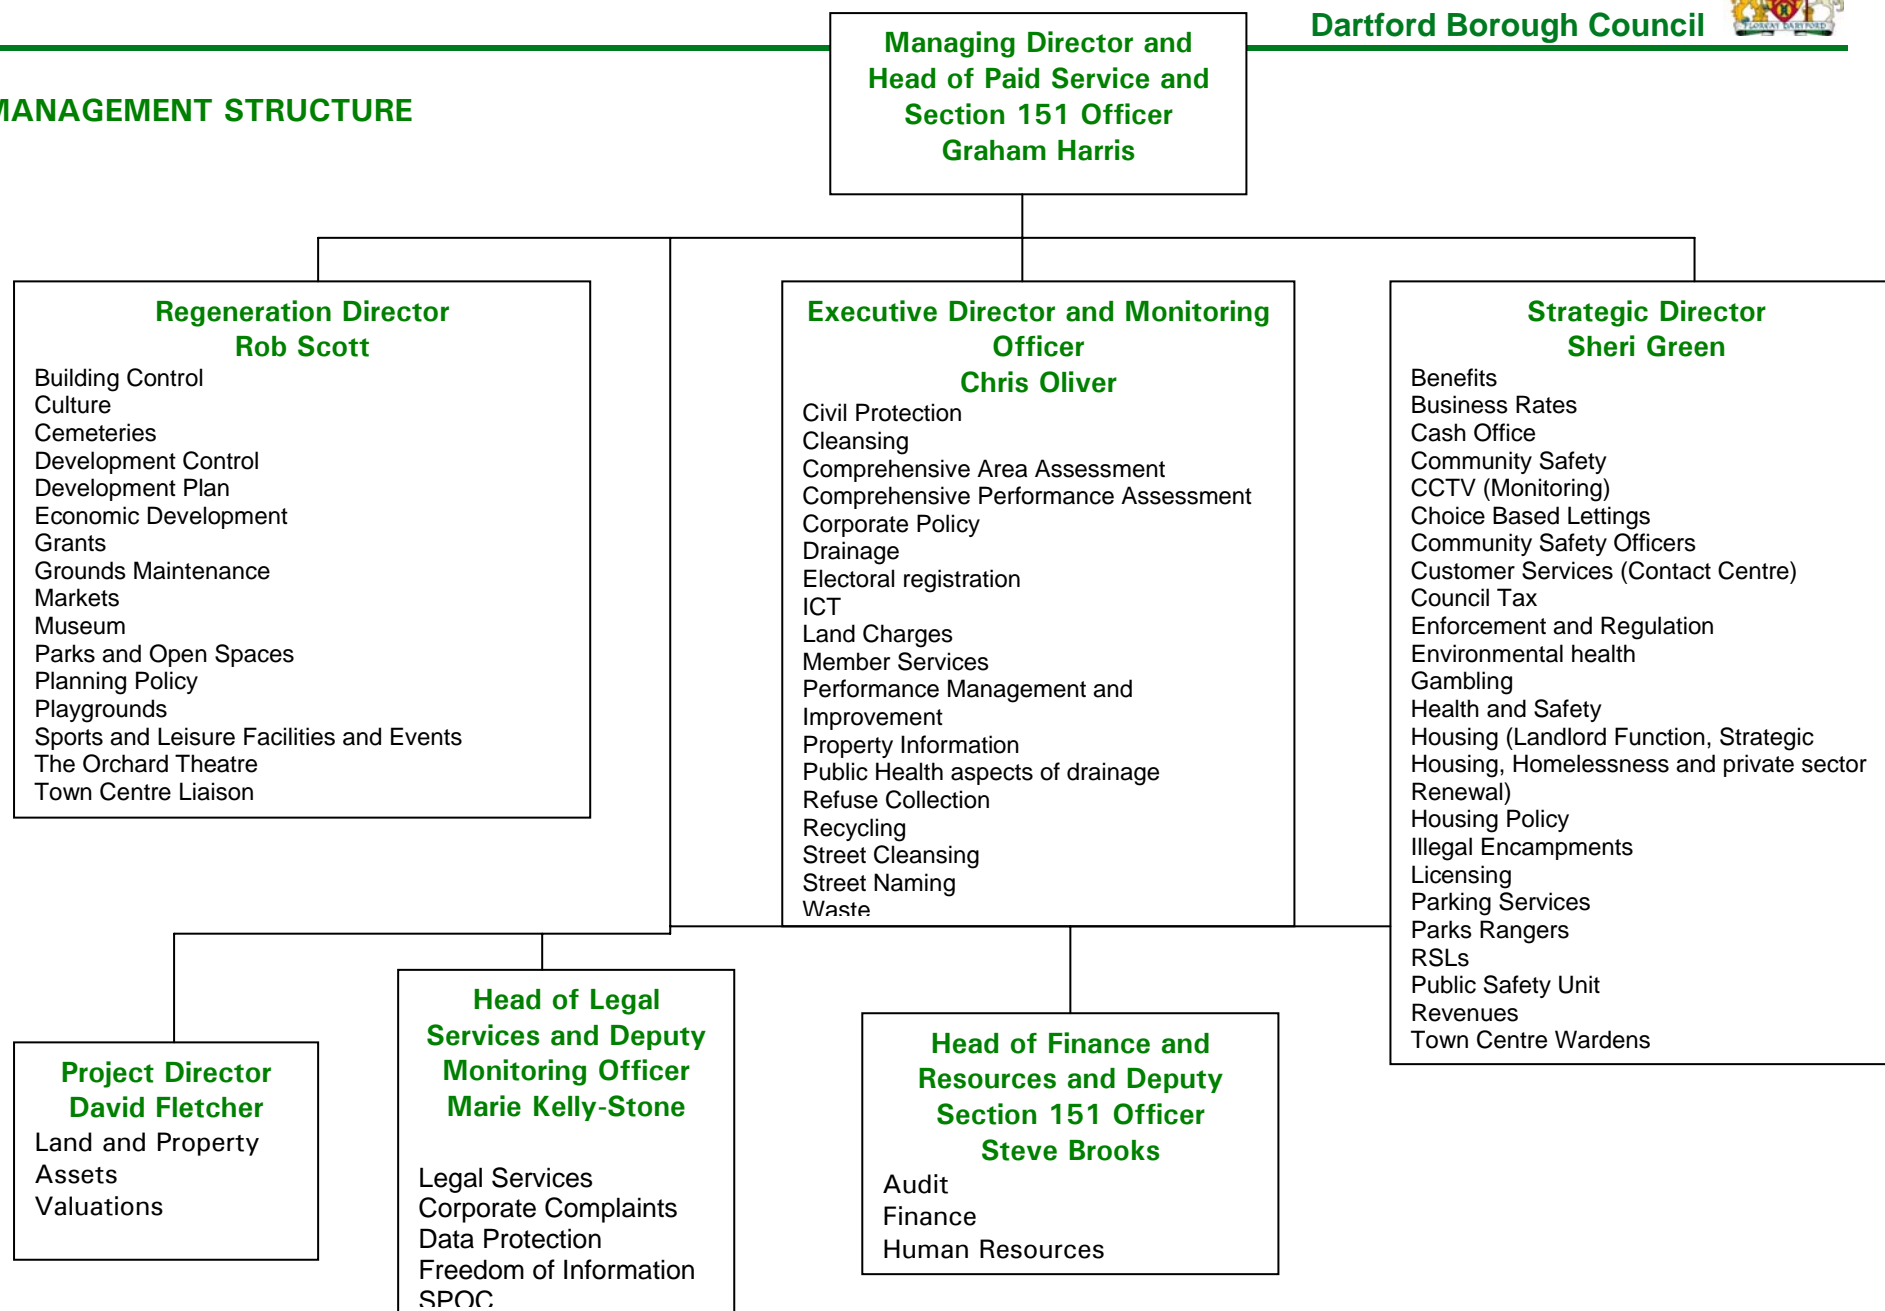 Dartford Borough Council
FLOREAT DARTFORD
MANAGEMENT STRUCTURE
Managing Director and
Head of Paid Service and
Section 151 Officer
Graham Harris
Regeneration Director
Rob Scott
Building Control
Culture
Cemeteries
Development Control
Development Plan
Economic Development
Grants
Grounds Maintenance
Markets
Museum
Parks and Open Spaces
Planning Policy
Playgrounds
Sports and Leisure Facilities and Events
The Orchard Theatre
Town Centre Liaison
Executive Director and Monitoring
Officer
Chris Oliver
Civil Protection
Cleansing
Comprehensive Area Assessment
Comprehensive Performance Assessment
Corporate Policy
Drainage
Electoral registration
ICT
Land Charges
Member Services
Performance Management and
Improvement
Property Information
Public Health aspects of drainage
Refuse Collection
Recycling
Street Cleansing
Street Naming
Waste
Strategic Director
Sheri Green
Benefits
Business Rates
Cash Office
Community Safety
CCTV (Monitoring)
Choice Based Lettings
Community Safety Officers
Customer Services (Contact Centre)
Council Tax
Enforcement and Regulation
Environmental health
Gambling
Health and Safety
Housing (Landlord Function, Strategic
Housing, Homelessness and private sector
Renewal)
Housing Policy
Illegal Encampments
Licensing
Parking Services
Parks Rangers
RSLs
Public Safety Unit
Revenues
Town Centre Wardens
Project Director
David Fletcher
Land and Property
Assets
Valuations
Head of Legal
Services and Deputy
Monitoring Officer
Marie Kelly-Stone
Legal Services
Corporate Complaints
Data Protection
Freedom of Information
SPOC
Head of Finance and
Resources and Deputy
Section 151 Officer
Steve Brooks
Audit
Finance
Human Resources